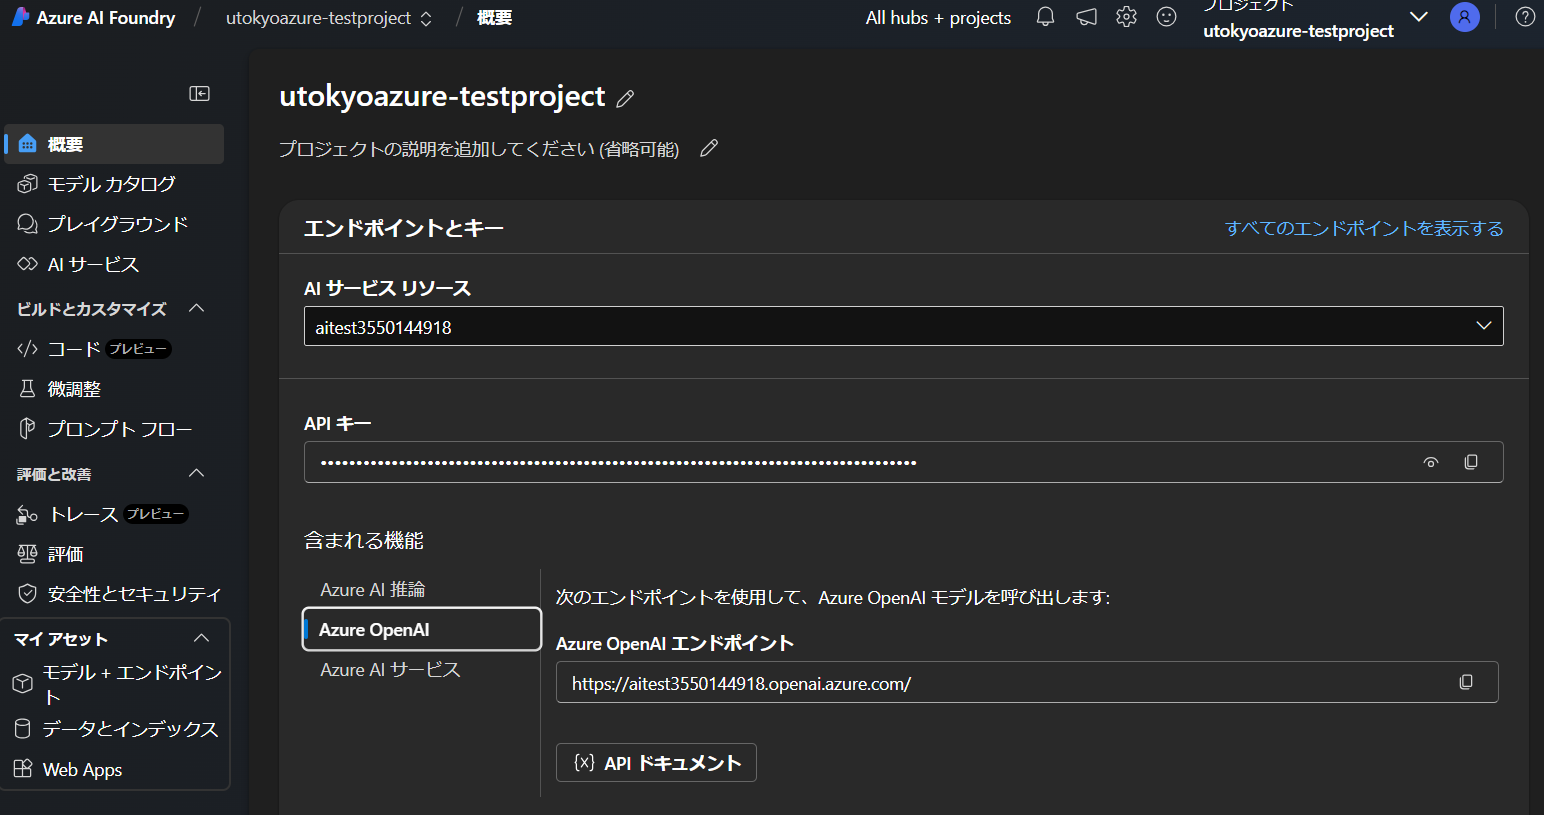 Azure AI Foundry / utokyoazure-testproject / 概要
All hubs + projects
プロジェクト
utokyoazure-testproject
概要
モデル カタログ
プレイグラウンド
AI サービス
ビルドとカスタマイズ
コード プレビュー
微調整
プロンプト フロー
評価と改善
トレース プレビュー
評価
安全性とセキュリティ
マイ アセット
モデル + エンドポイン
ト
データとインデックス
Web Apps
utokyoazure-testproject
プロジェクトの説明を追加してください (省略可能)
エンドポイントとキー
すべてのエンドポイントを表示する
AI サービス リソース
aitest3550144918
API キー
含まれる機能
Azure AI 推論
Azure OpenAI
Azure AI サービス
次のエンドポイントを使用して、Azure OpenAI モデルを呼び出します:
Azure OpenAI エンドポイント
https://aitest3550144918.openai.azure.com/
{x} API ドキュメント